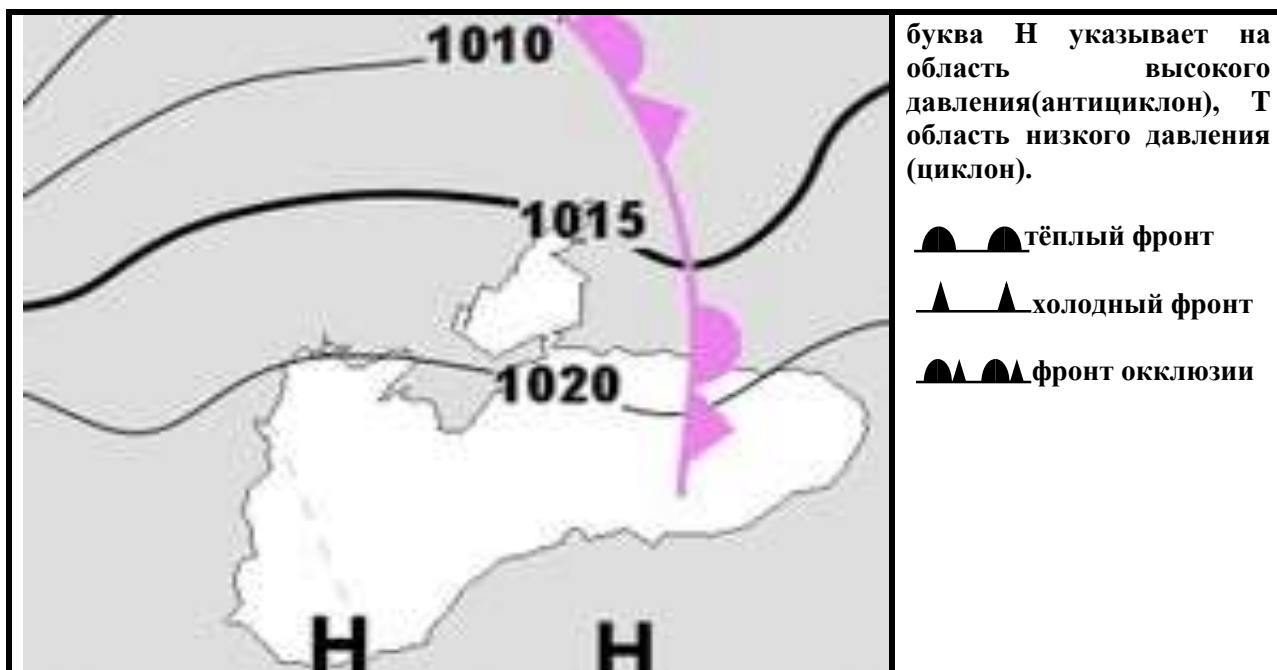 1010
1015
1020
Н Н
буква Н указывает на
область высокого
давления(антициклон), Т
область низкого давления
(циклон).
тёплый фронт
холодный фронт
фронт окклюзии